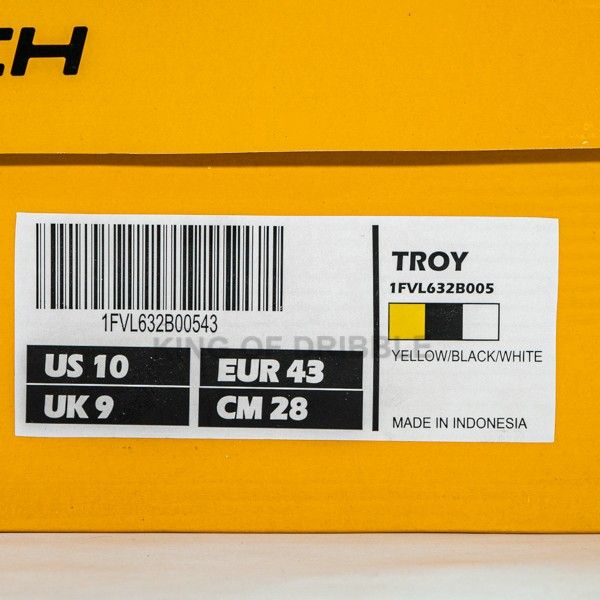 CH
1FVL632B00543
US 10
UK 9
EUR 43
CM 28
TROY
1FVL632B005
YELLOW/BLACK/WHITE
MADE IN INDONESIA
KING OF DRIBBLE